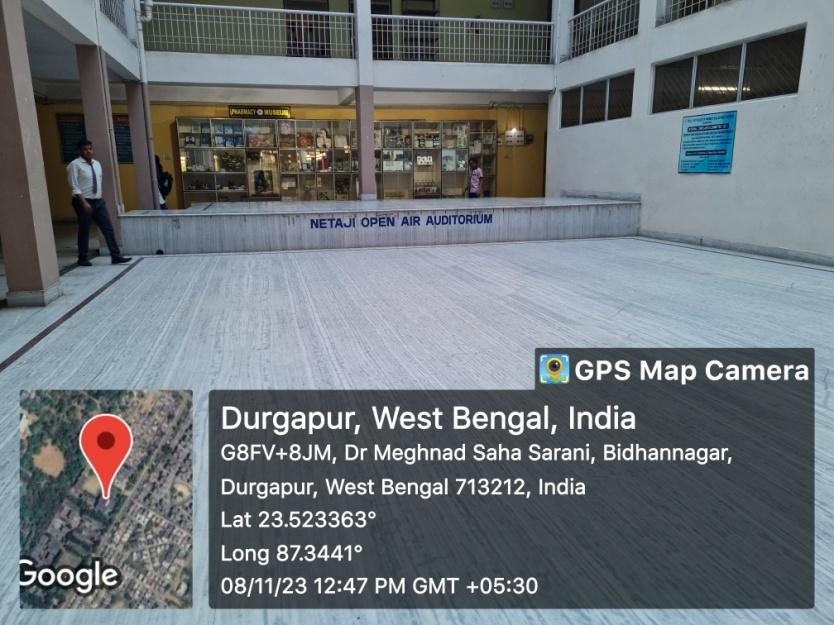 PHARMACY MUSEUM
NETAJI OPEN AIR AUDITORIUM
GPS Map Camera
Durgapur, West Bengal, India
G8FV+8JM, Dr Meghnad Saha Sarani, Bidhannagar,
Durgapur, West Bengal 713212, India
Lat 23.523363°
Long 87.3441°
08/11/23 12:47 PM GMT +05:30
Google